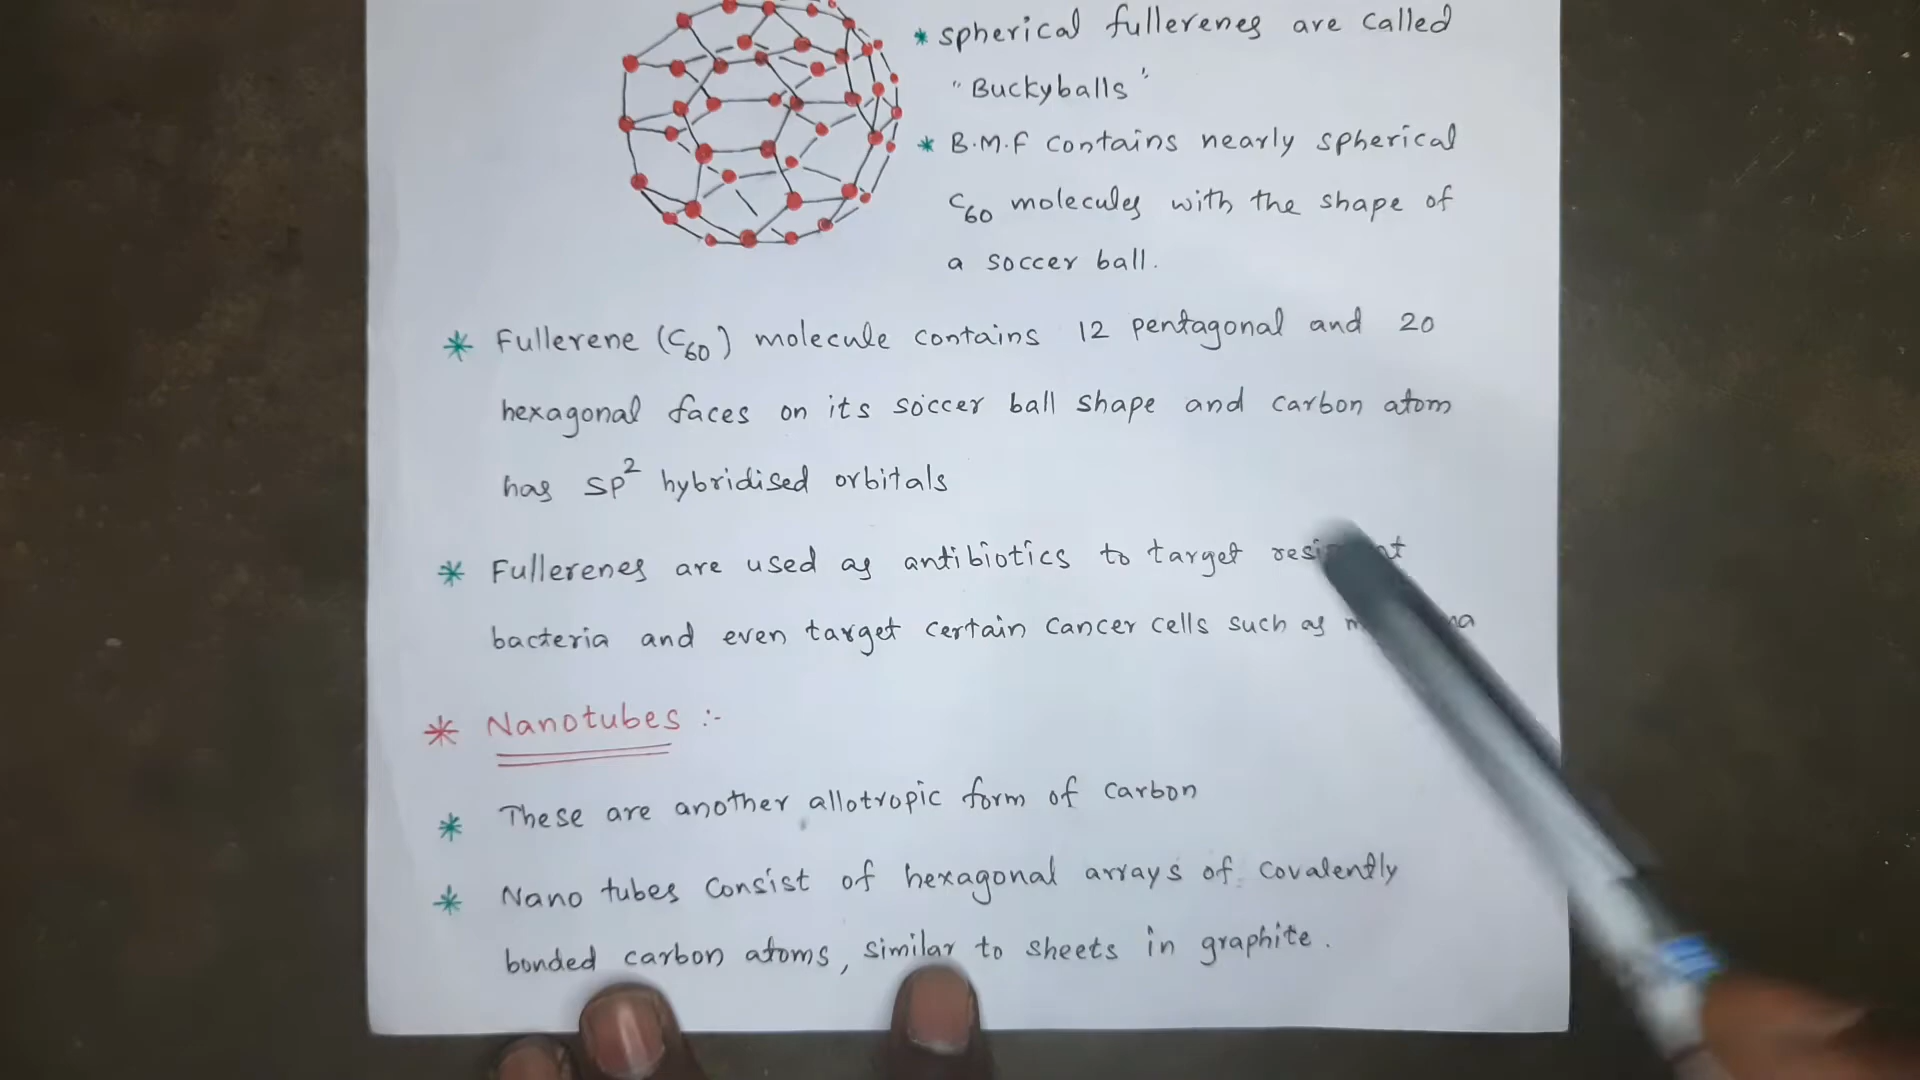 * spherical fullerenes are called
"Buckyballs"
* B.M.F contains nearly spherical
C60 molecules with the shape of
a soccer ball.
* Fullerene (C60) molecule contains 12 pentagonal and 20
hexagonal faces on its soccer ball shape and carbon atom
has sp² hybridised orbitals
* Fullerenes are used as antibiotics to target
bacteria and even target certain cancer cells such as
* Nanotubes :-
* These are another allotropic form of carbon
* Nano tubes consist of hexagonal arrays of covalently
bonded carbon atoms, similar to sheets in graphite.